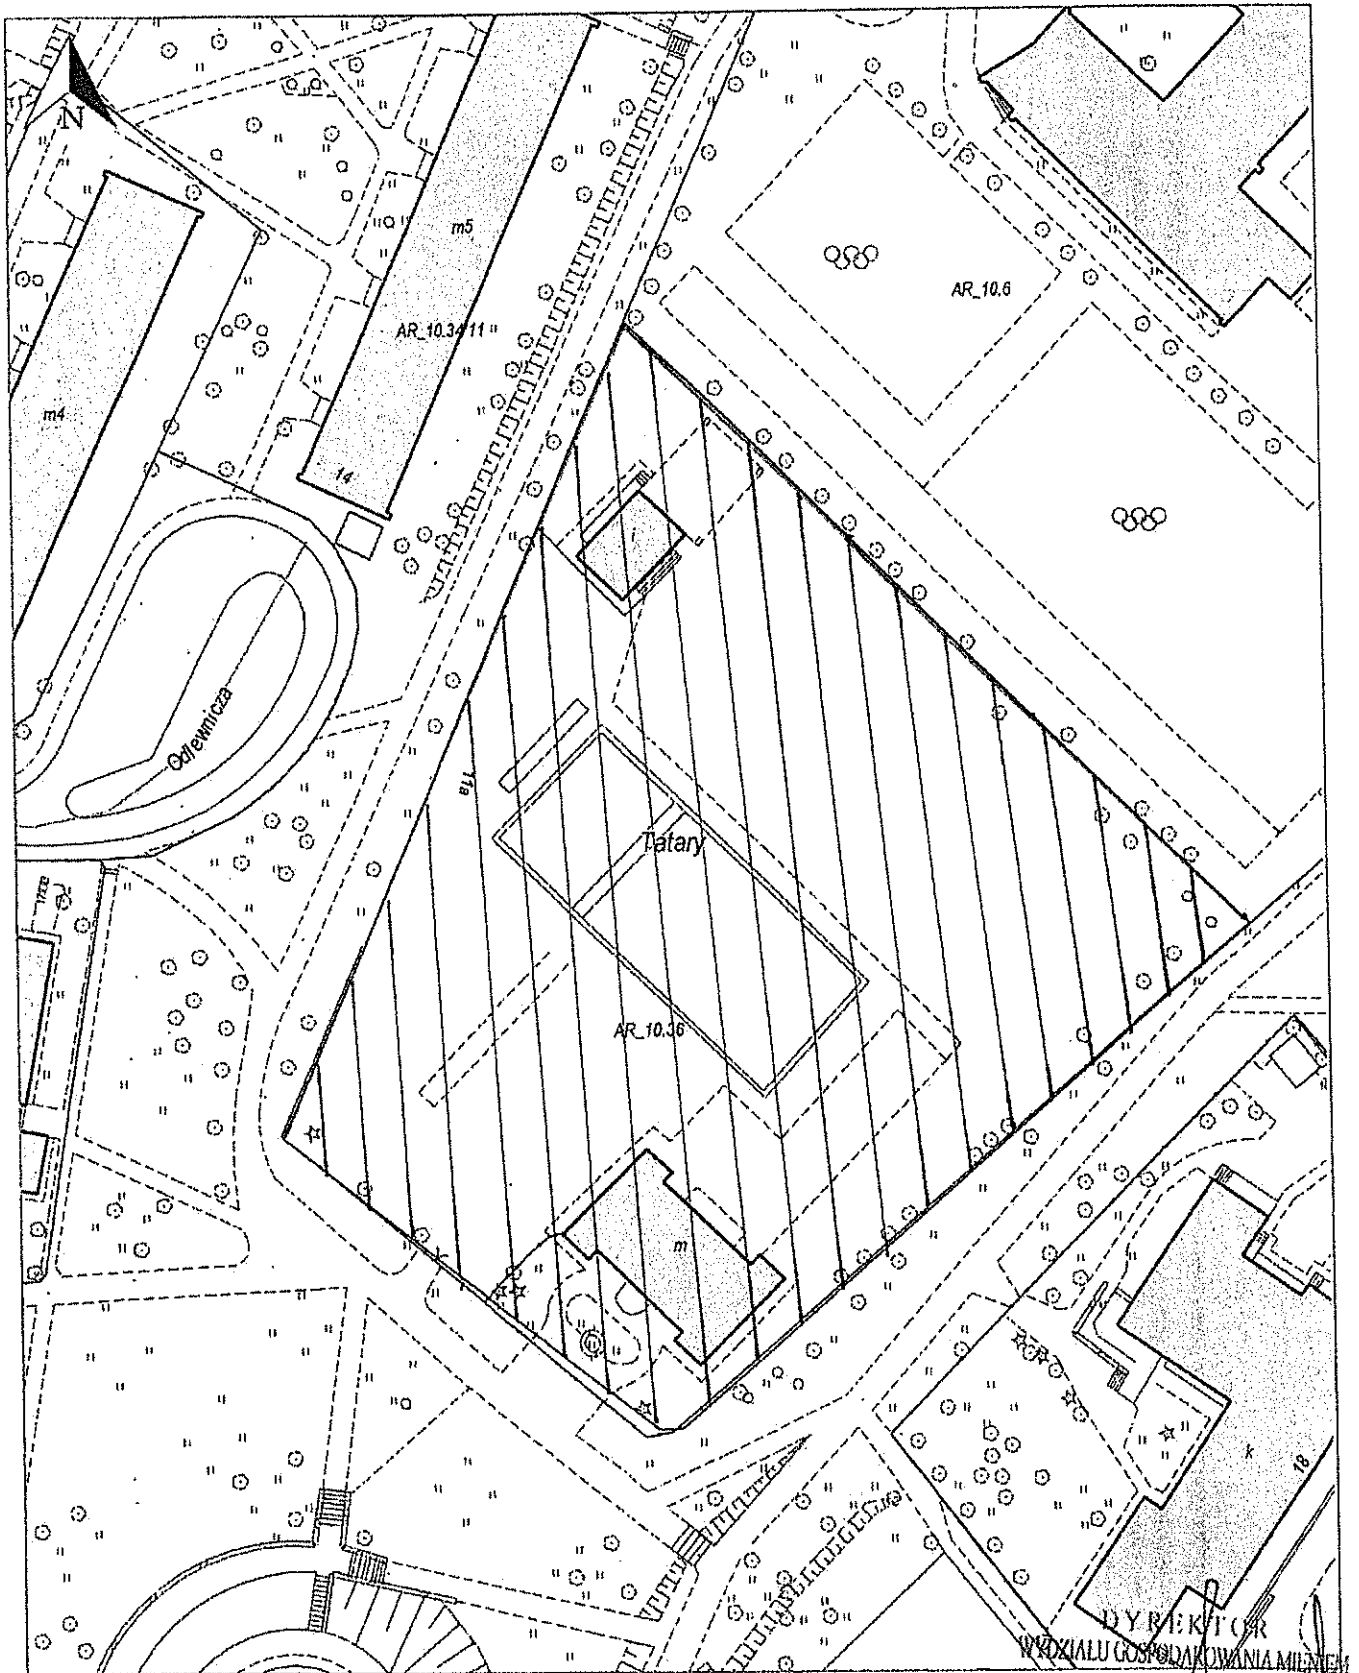 N
m5
AR_10.6
AR_10.34/11
m4
14
i
Odlewnicza
11a
Tatary
AR_10.36
m
k
18
DYREKTOR
WYDZIAŁU GOSPODAROWANIA MIENIEM